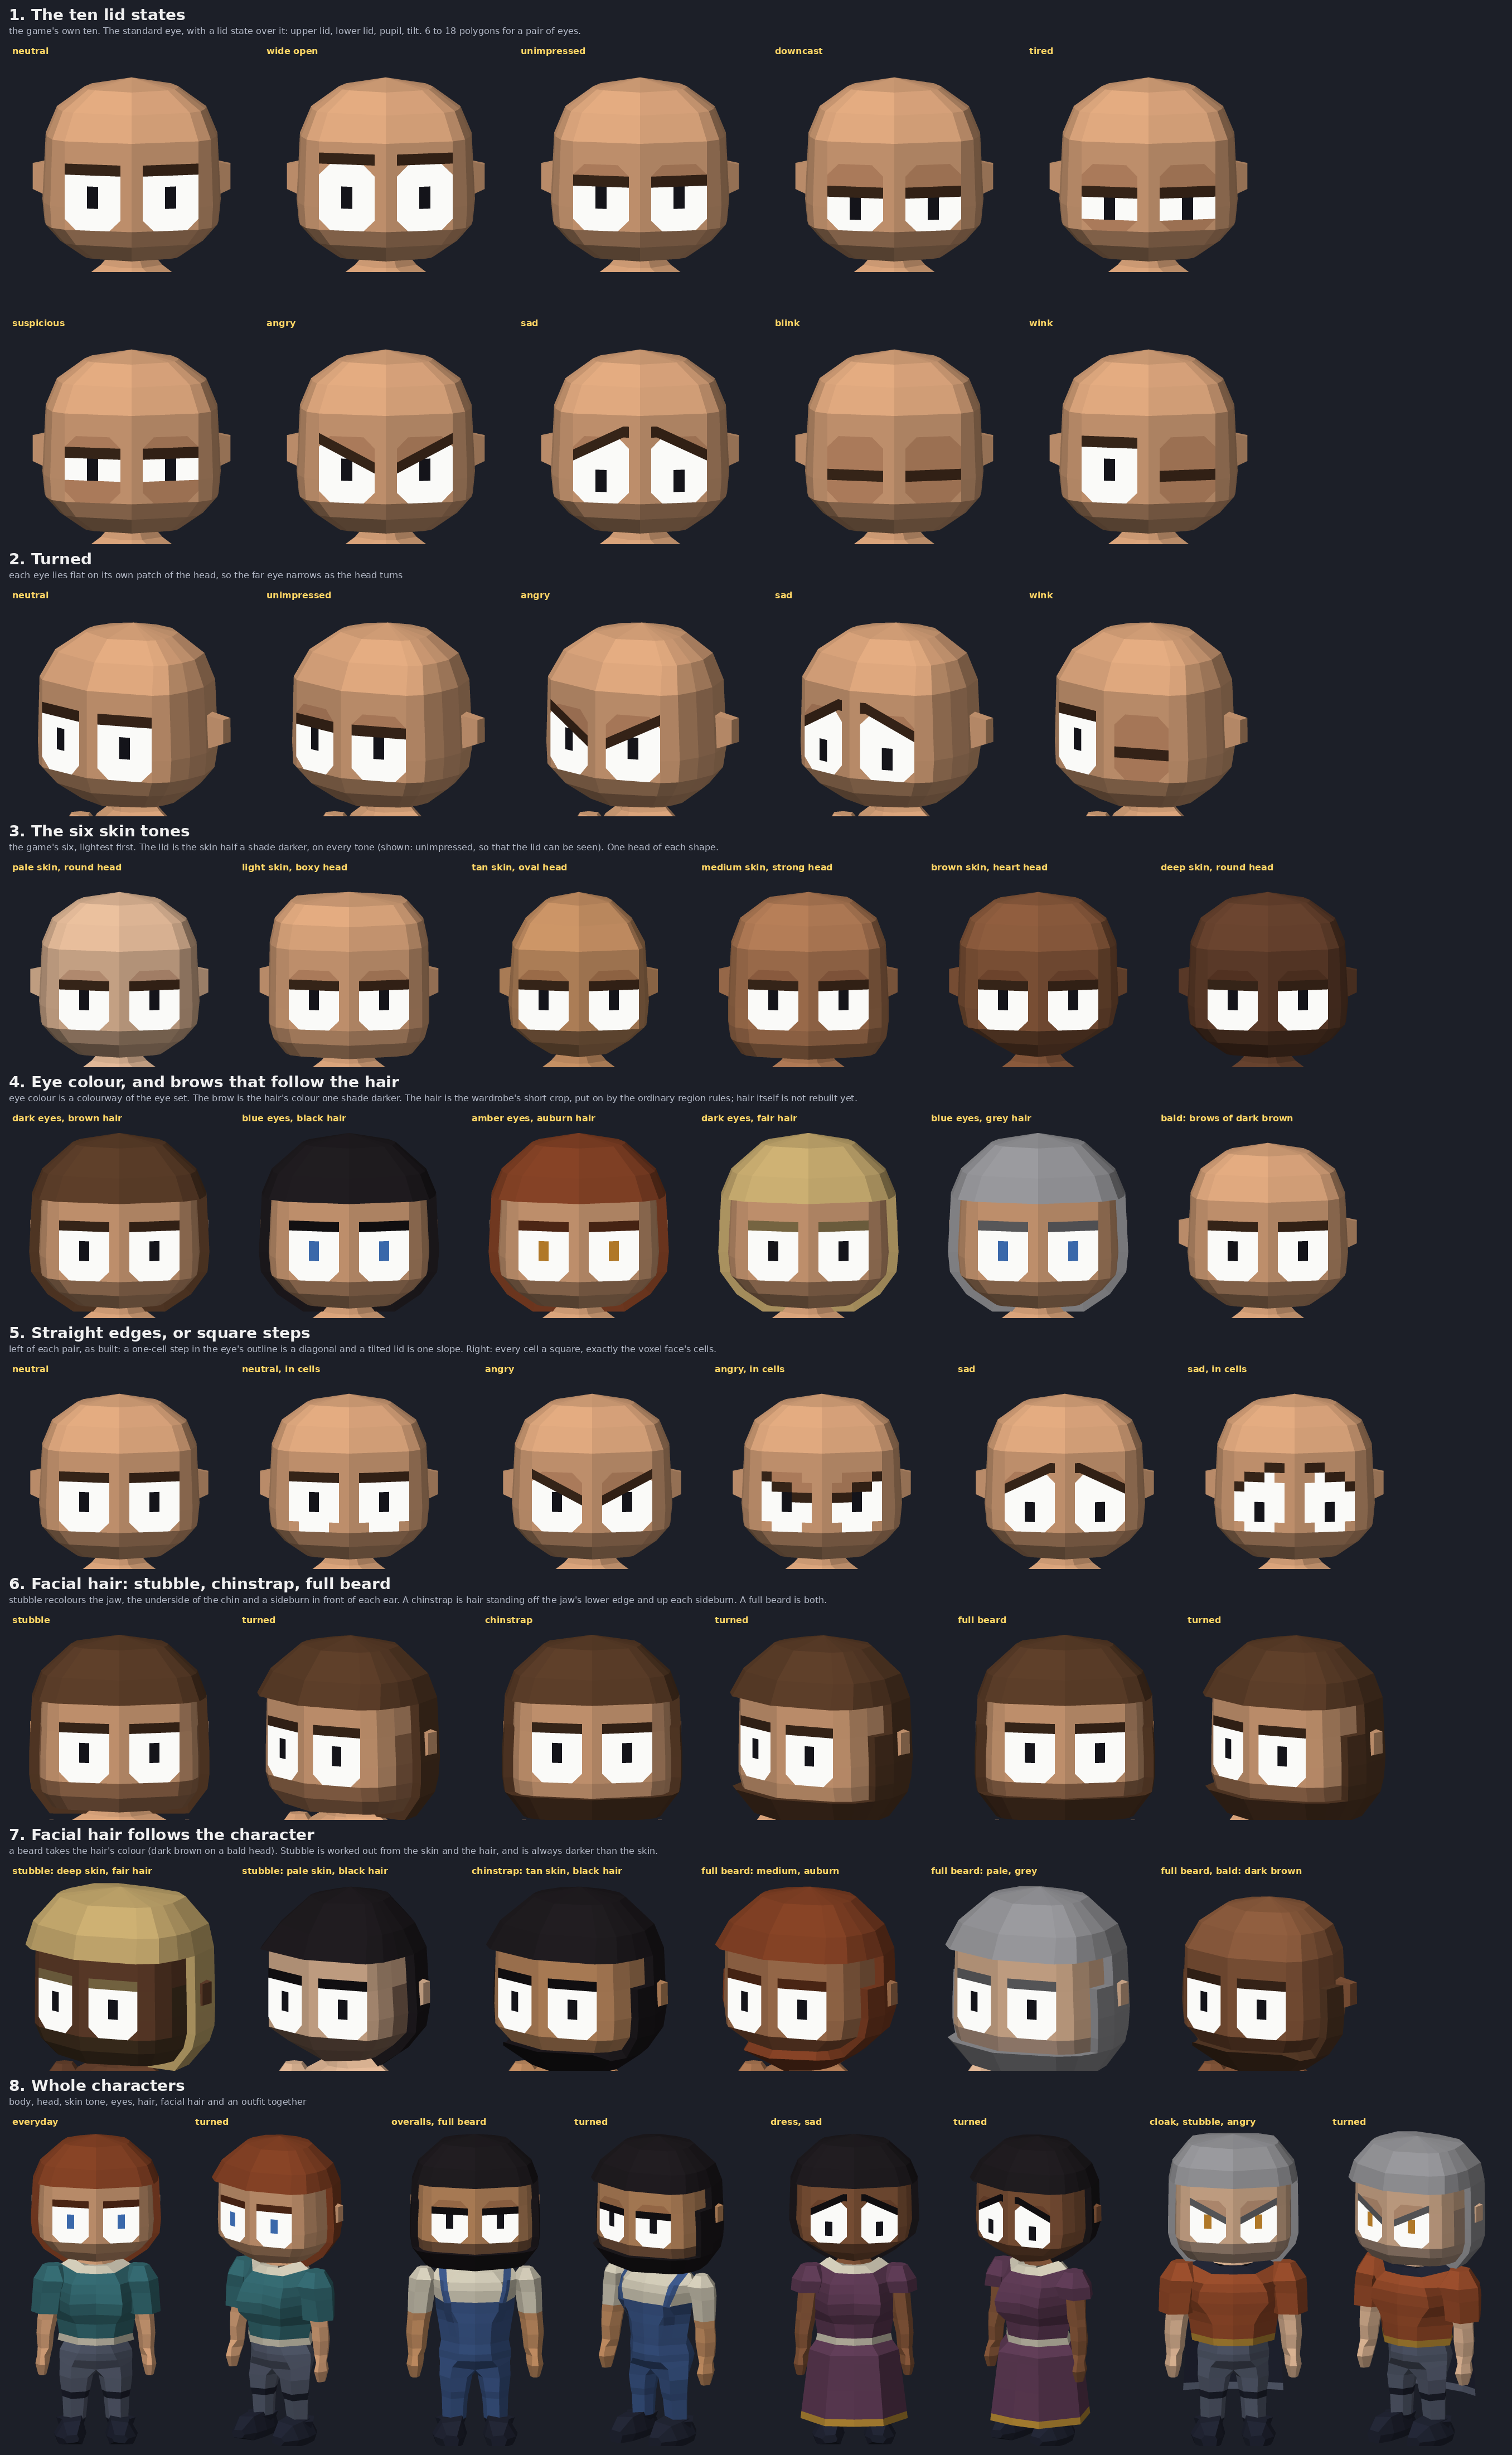 1. The ten lid states
the game's own ten. The standard eye, with a lid state over it: upper lid, lower lid, pupil, tilt. 6 to 18 polygons for a pair of eyes.
neutral wide open unimpressed downcast tired
suspicious angry sad blink wink
2. Turned
each eye lies flat on its own patch of the head, so the far eye narrows as the head turns
neutral unimpressed angry sad wink
3. The six skin tones
the game's six, lightest first. The lid is the skin half a shade darker, on every tone (shown: unimpressed, so that the lid can be seen). One head of each shape.
pale skin, round head light skin, boxy head tan skin, oval head medium skin, strong head brown skin, heart head deep skin, round head
4. Eye colour, and brows that follow the hair
eye colour is a colourway of the eye set. The brow is the hair's colour one shade darker. The hair is the wardrobe's short crop, put on by the ordinary region rules; hair itself is not rebuilt yet.
dark eyes, brown hair blue eyes, black hair amber eyes, auburn hair dark eyes, fair hair blue eyes, grey hair bald: brows of dark brown
5. Straight edges, or square steps
left of each pair, as built: a one-cell step in the eye's outline is a diagonal and a tilted lid is one slope. Right: every cell a square, exactly the voxel face's cells.
neutral neutral, in cells angry angry, in cells sad sad, in cells
6. Facial hair: stubble, chinstrap, full beard
stubble recolours the jaw, the underside of the chin and a sideburn in front of each ear. A chinstrap is hair standing off the jaw's lower edge and up each sideburn. A full beard is both.
stubble turned chinstrap turned full beard turned
7. Facial hair follows the character
a beard takes the hair's colour (dark brown on a bald head). Stubble is worked out from the skin and the hair, and is always darker than the skin.
stubble: deep skin, fair hair stubble: pale skin, black hair chinstrap: tan skin, black hair full beard: medium, auburn full beard: pale, grey full beard, bald: dark brown
8. Whole characters
body, head, skin tone, eyes, hair, facial hair and an outfit together
everyday turned overalls, full beard turned dress, sad turned cloak, stubble, angry turned